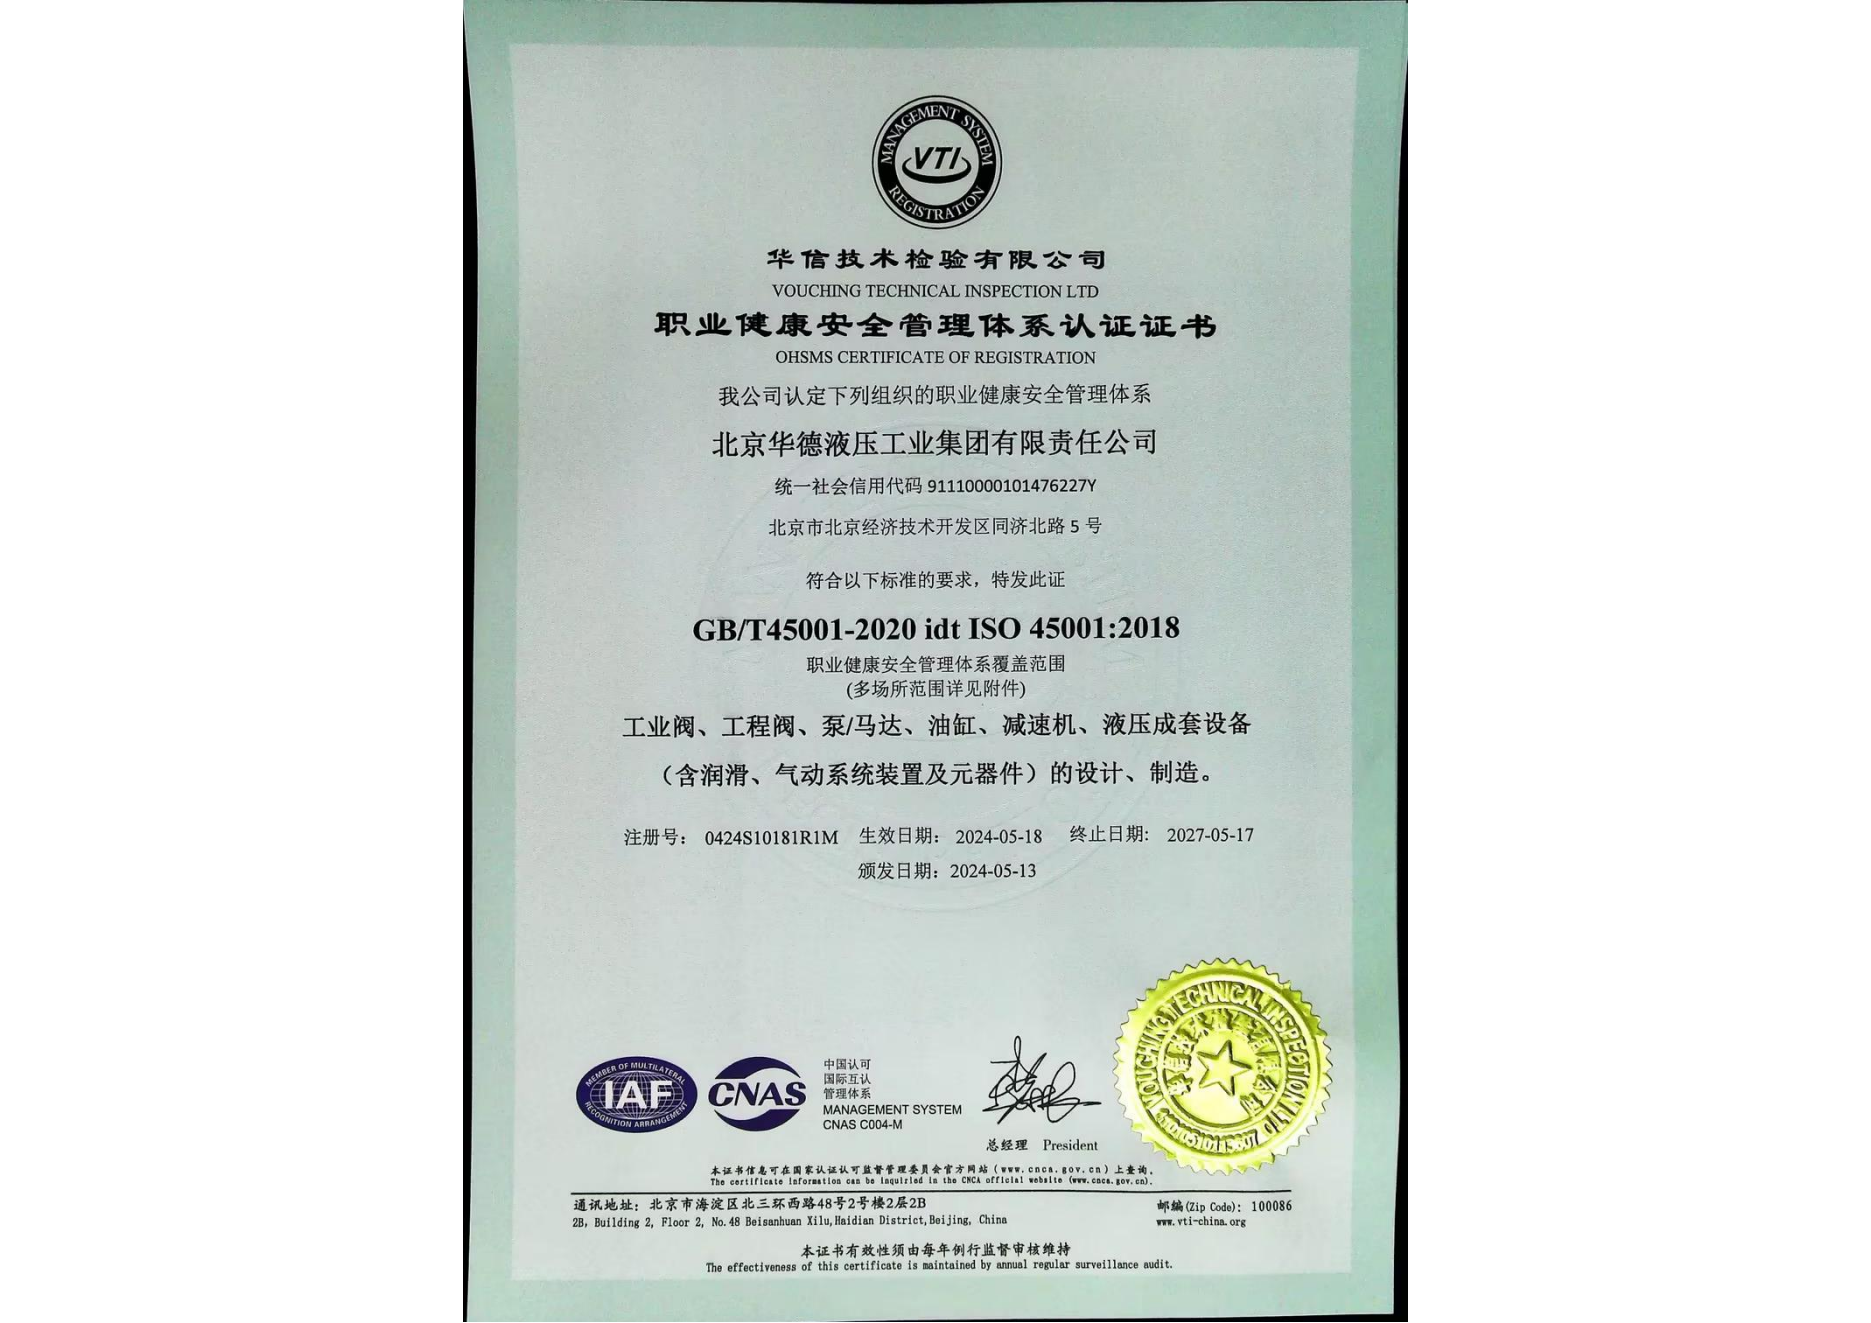 MANAGEMENT SYSTEM
VTI
REGISTRATION
华信技术检验有限公司
VOUCHING TECHNICAL INSPECTION LTD
职业健康安全管理体系认证证书
OHSMS CERTIFICATE OF REGISTRATION
我公司认定下列组织的职业健康安全管理体系
北京华德液压工业集团有限责任公司
统一社会信用代码 91110000101476227Y
北京市北京经济技术开发区同济北路 5 号
符合以下标准的要求，特发此证
GB/T45001-2020 idt ISO 45001:2018
职业健康安全管理体系覆盖范围
(多场所范围详见附件)
工业阀、工程阀、泵/马达、油缸、减速机、液压成套设备
（含润滑、气动系统装置及元器件）的设计、制造。
注册号： 0424S10181R1M 生效日期： 2024-05-18 终止日期： 2027-05-17
颁发日期：2024-05-13
MEMBER OF MULTILATERAL
IAF
RECOGNITION ARRANGEMENT
CNAS
中国认可
国际互认
管理体系
MANAGEMENT SYSTEM
CNAS C004-M
总经理 President
VOUCHING TECHNICAL INSPECTION LTD
本证书信息可在国家认证认可监督管理委员会官方网站（www.cnca.gov.cn）上查询。
The certificate information can be inquiried in the CNCA official website (www.cnca.gov.cn).
通讯地址：北京市海淀区北三环西路48号2号楼2层2B 邮编(Zip Code)：100086
2B, Building 2, Floor 2, No.48 Beisanhuan Xilu,Haidian District,Beijing, China www.vti-china.org
本证书有效性须由每年例行监督审核维持
The effectiveness of this certificate is maintained by annual regular surveillance audit.